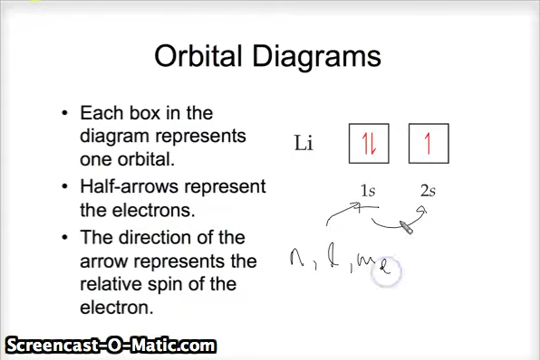 Orbital Diagrams
• Each box in the
diagram represents
one orbital.
• Half-arrows represent
the electrons.
• The direction of the
arrow represents the
relative spin of the
electron.
Li
1s 2s
n, l, ml
Screencast-O-Matic.com